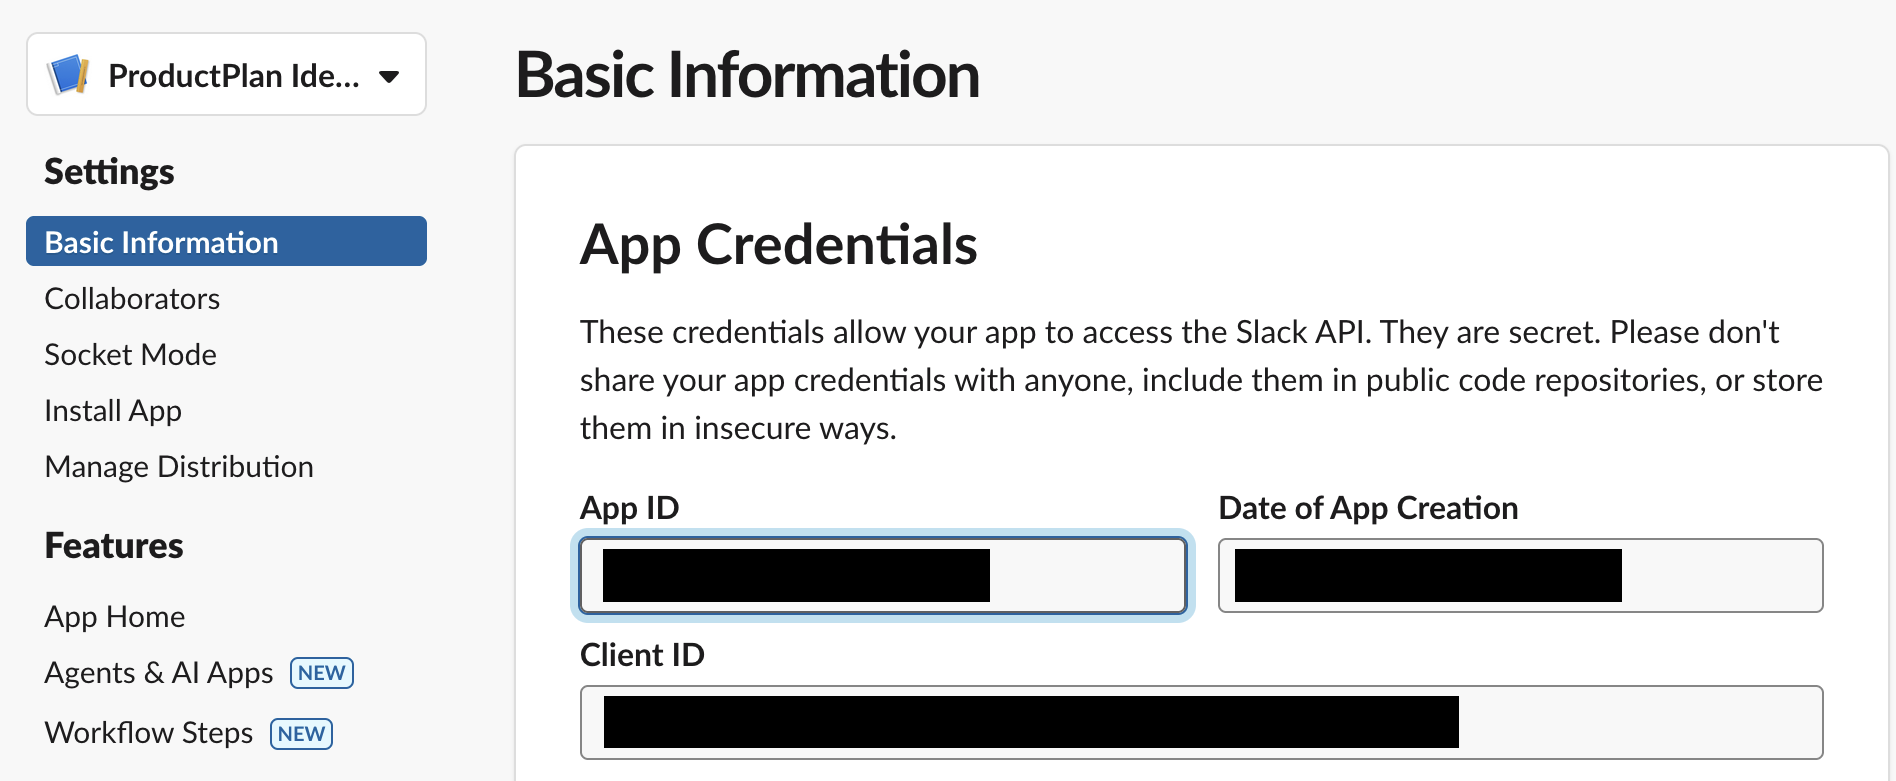 ProductPlan Ide...
Settings
Basic Information
Collaborators
Socket Mode
Install App
Manage Distribution
Features
App Home
Agents & AI Apps NEW
Workflow Steps NEW
Basic Information
App Credentials
These credentials allow your app to access the Slack API. They are secret. Please don't
share your app credentials with anyone, include them in public code repositories, or store
them in insecure ways.
App ID
Date of App Creation
Client ID